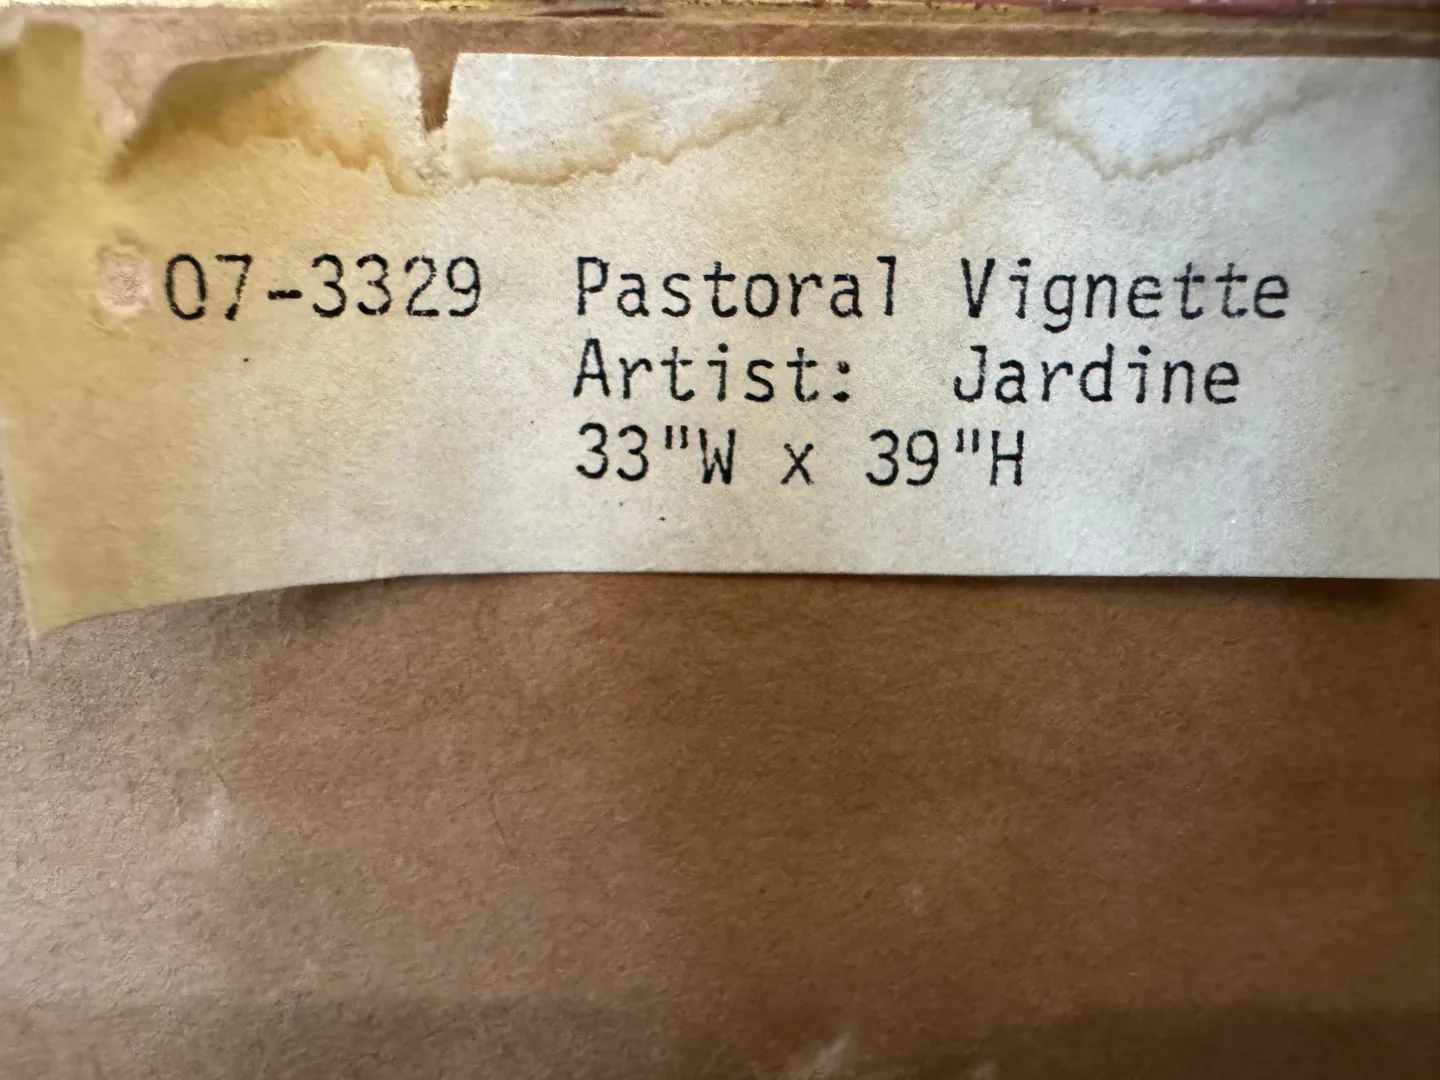 07-3329 Pastoral Vignette
Artist: Jardine
33"W x 39"H